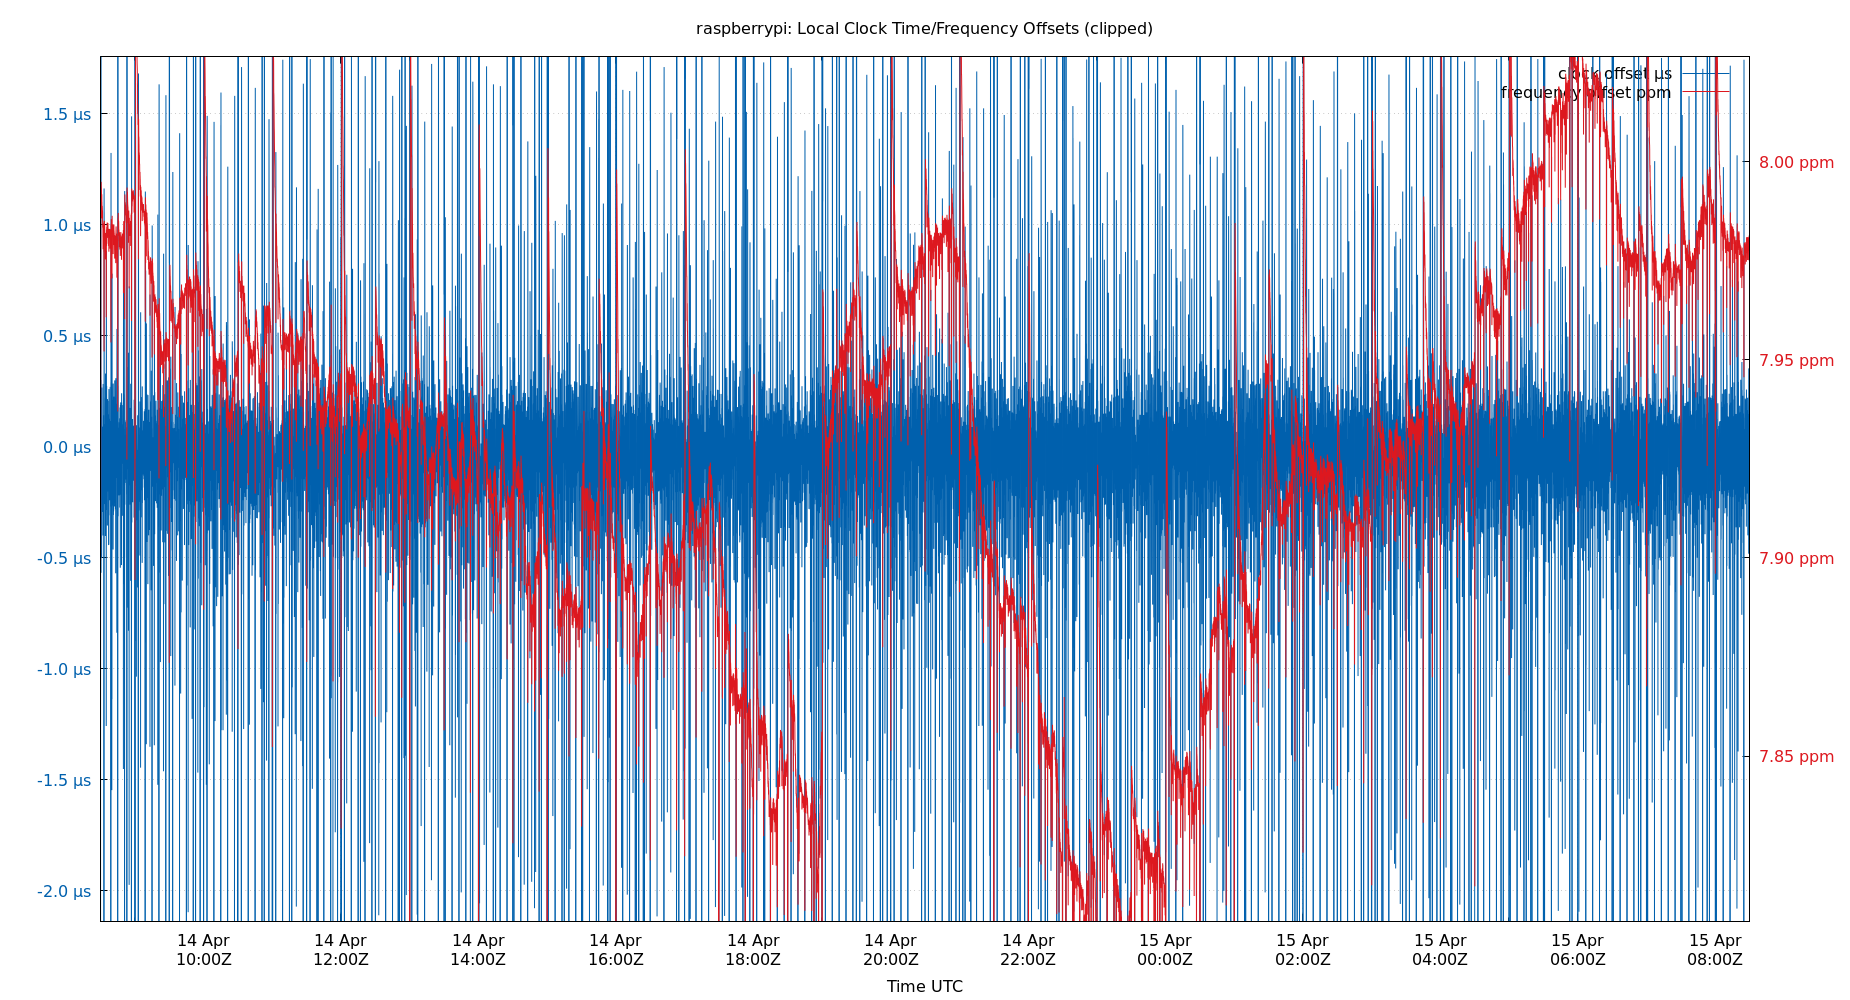 raspberrypi: Local Clock Time/Frequency Offsets (clipped)
clock offset µs
frequency offset ppm
1.5 µs
1.0 µs
0.5 µs
0.0 µs
-0.5 µs
-1.0 µs
-1.5 µs
-2.0 µs
8.00 ppm
7.95 ppm
7.90 ppm
7.85 ppm
14 Apr 14 Apr 14 Apr 14 Apr 14 Apr 14 Apr 14 Apr 15 Apr 15 Apr 15 Apr 15 Apr 15 Apr
10:00Z 12:00Z 14:00Z 16:00Z 18:00Z 20:00Z 22:00Z 00:00Z 02:00Z 04:00Z 06:00Z 08:00Z
Time UTC